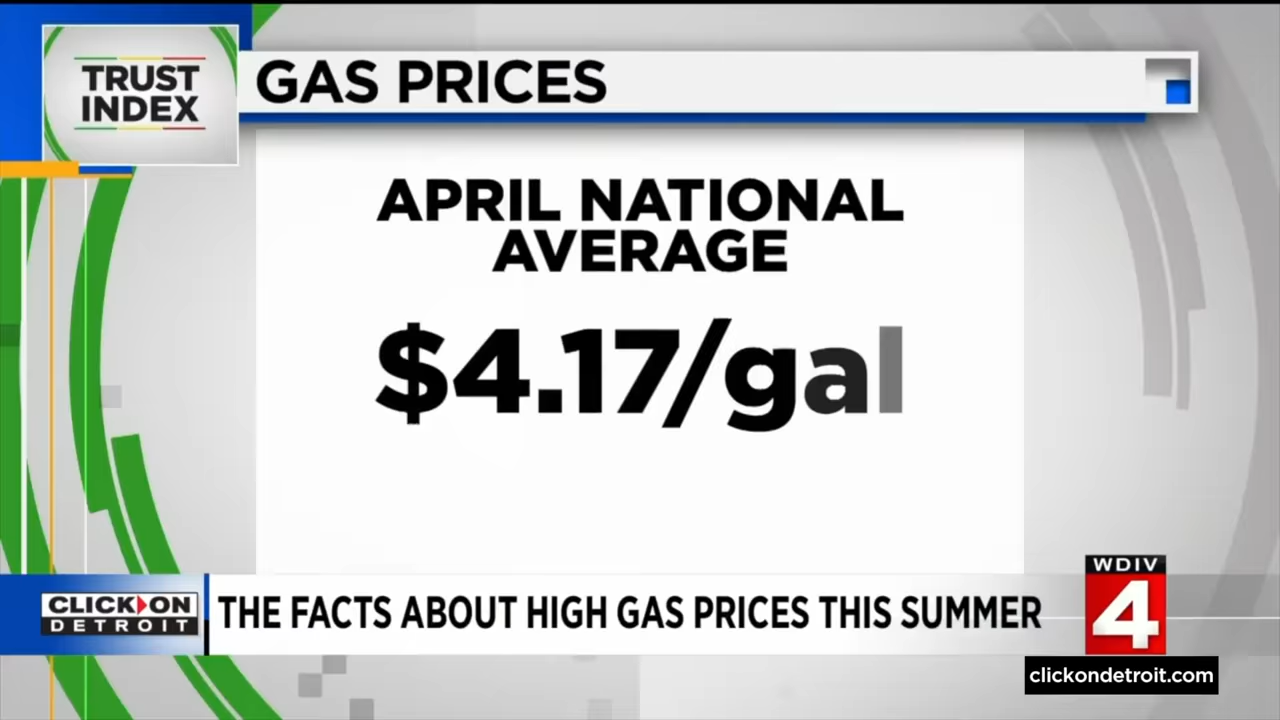 TRUST
INDEX
GAS PRICES
APRIL NATIONAL
AVERAGE
$4.17/gal
CLICK ON
DETROIT
THE FACTS ABOUT HIGH GAS PRICES THIS SUMMER
WDIV
4
clickondetroit.com